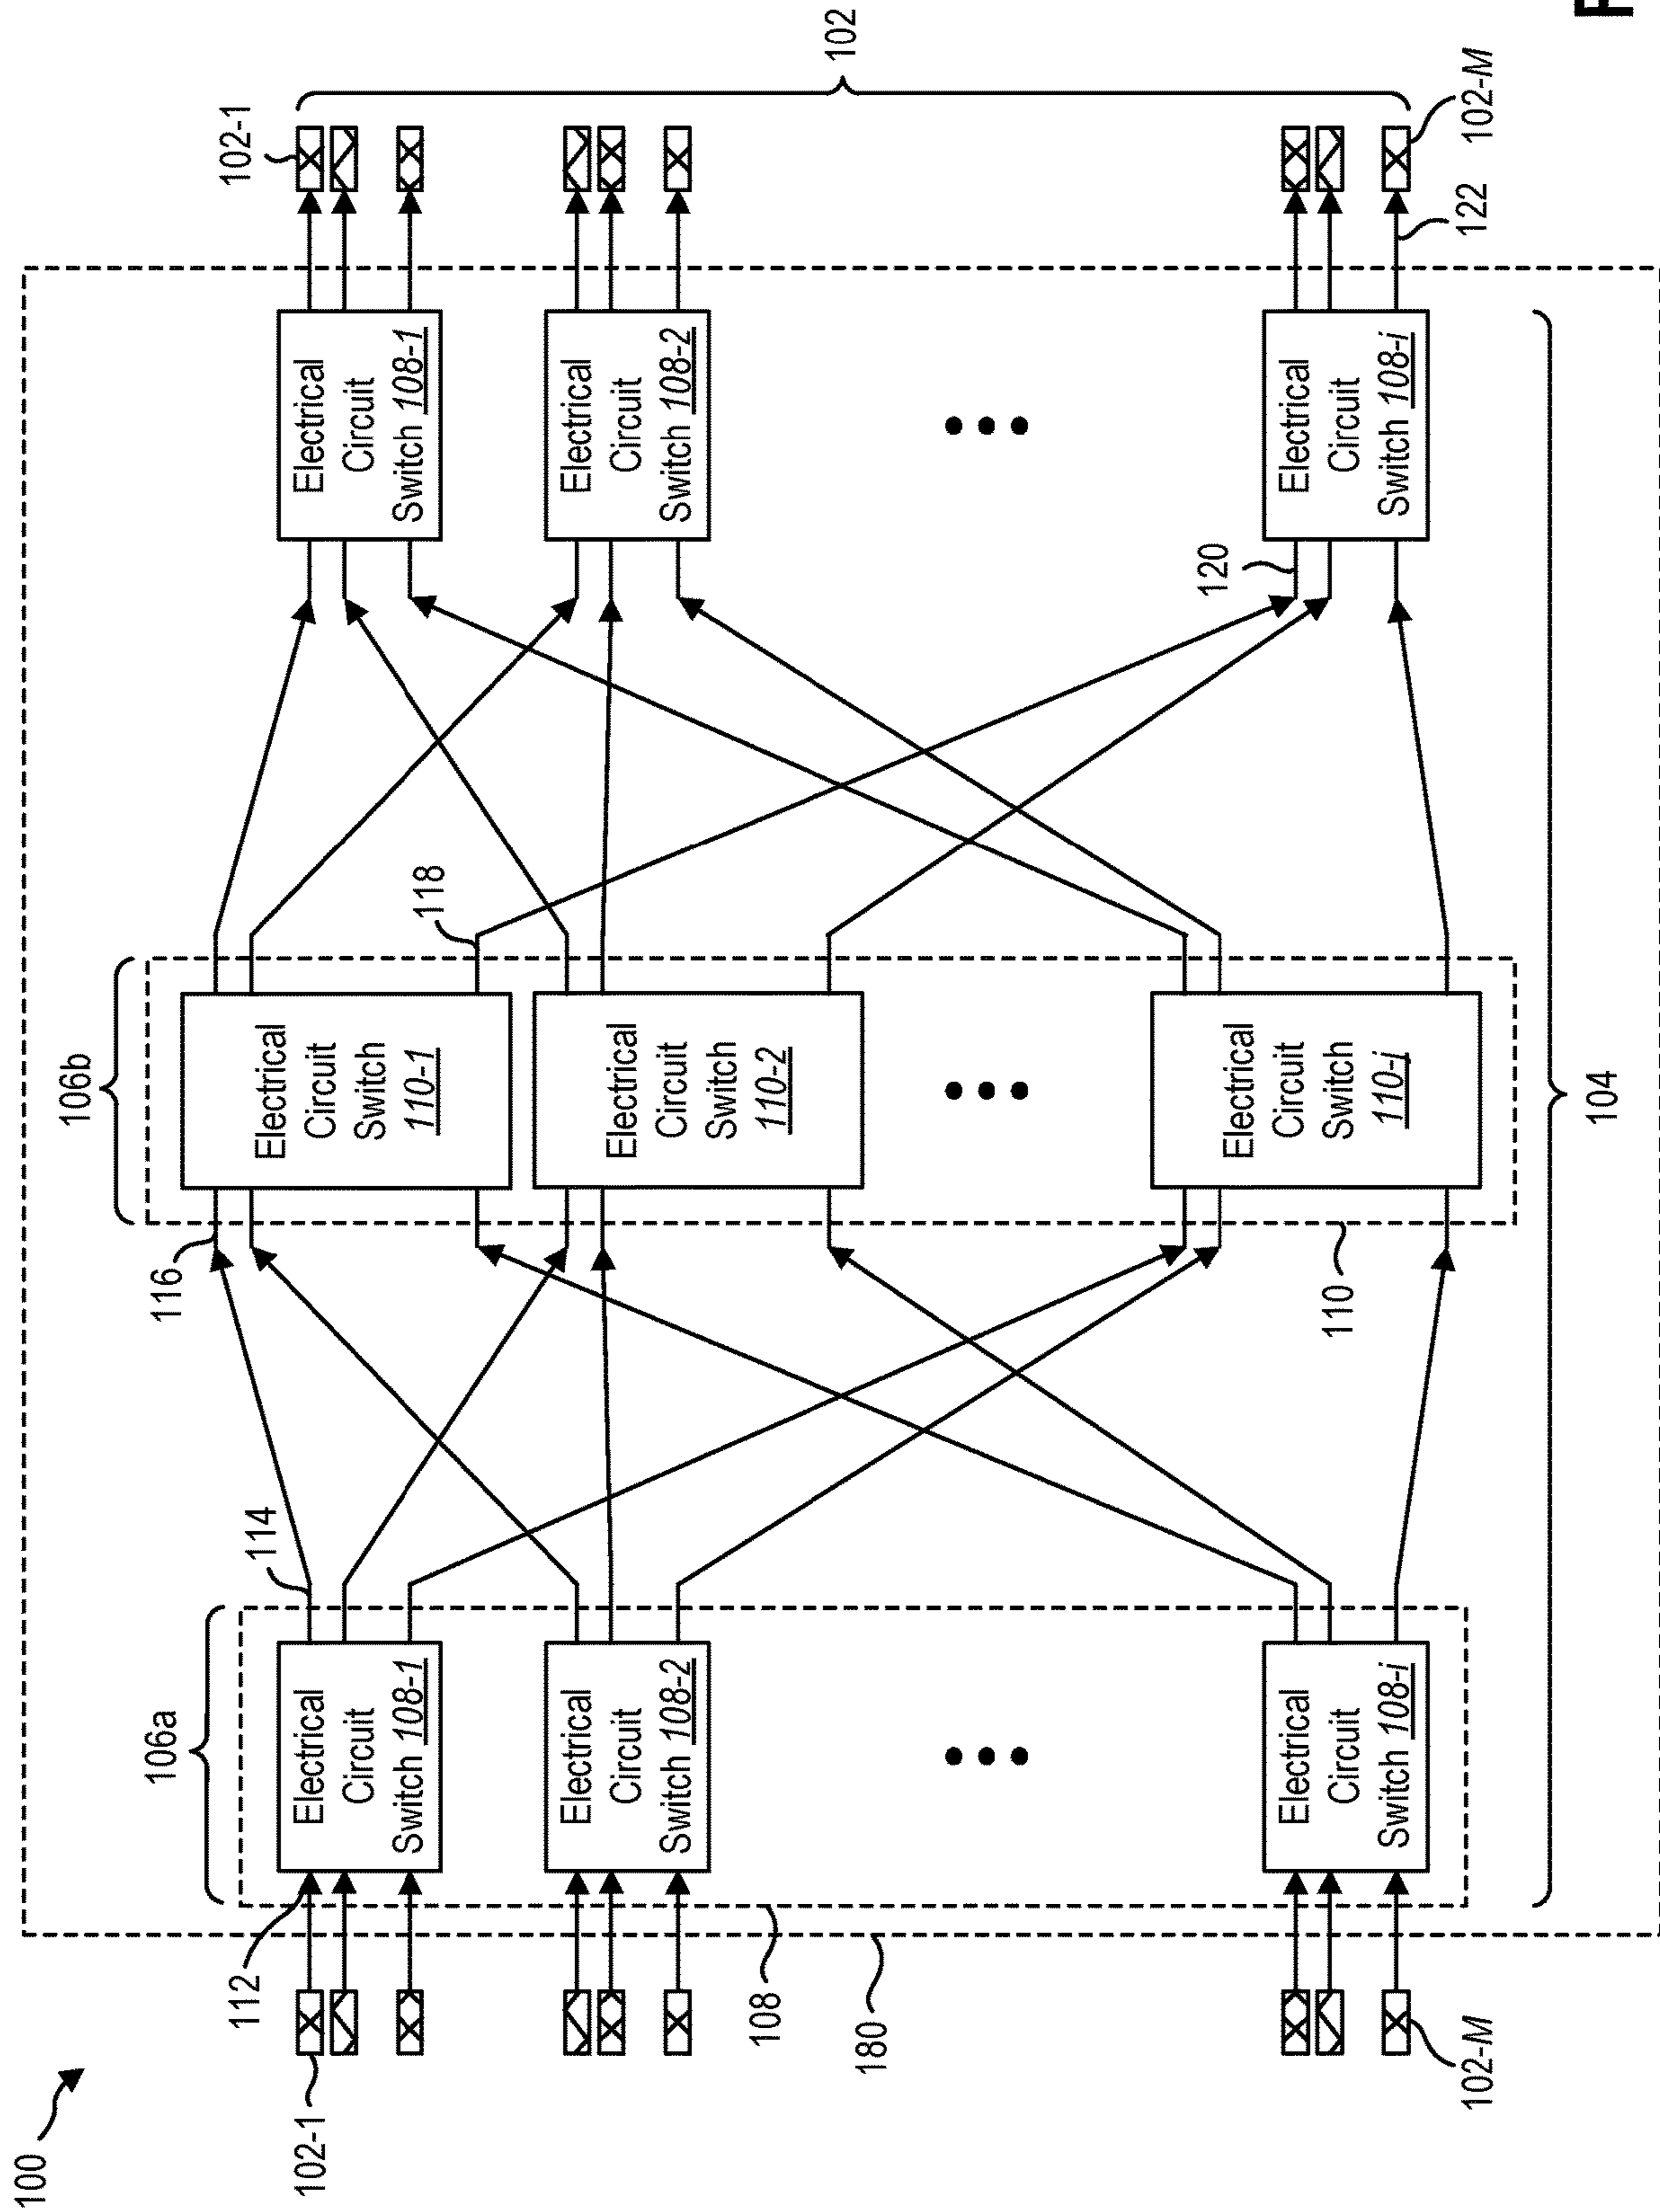 100
102-1
112
108
180
102-M
106a
Electrical
Circuit
Switch 108-1
Electrical
Circuit
Switch 108-2
Electrical
Circuit
Switch 108-i
114
116
106b
Electrical
Circuit
Switch
110-1
Electrical
Circuit
Switch
110-2
Electrical
Circuit
Switch
110-j
110
118
104
120
Electrical
Circuit
Switch 108-1
Electrical
Circuit
Switch 108-2
Electrical
Circuit
Switch 108-i
122
102-1
102-M
102
F